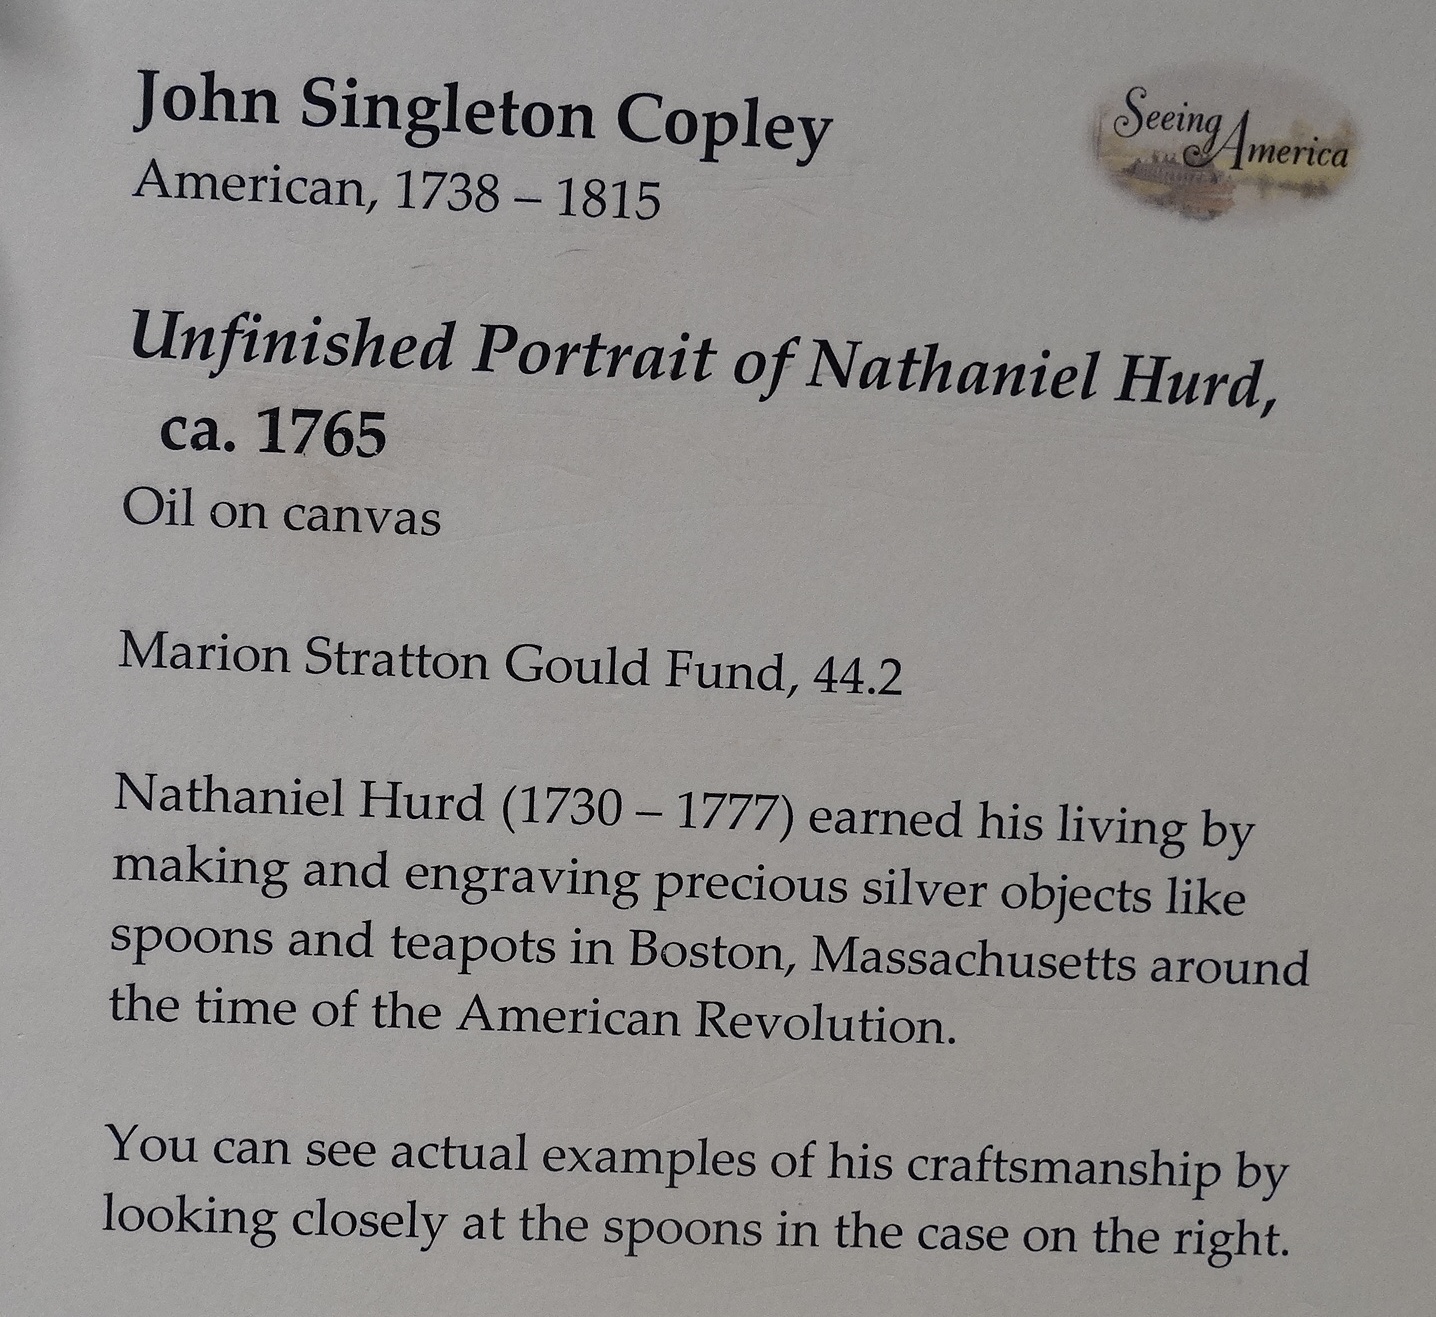 John Singleton Copley
American, 1738 – 1815
Seeing America
Unfinished Portrait of Nathaniel Hurd,
ca. 1765
Oil on canvas
Marion Stratton Gould Fund, 44.2
Nathaniel Hurd (1730 – 1777) earned his living by
making and engraving precious silver objects like
spoons and teapots in Boston, Massachusetts around
the time of the American Revolution.
You can see actual examples of his craftsmanship by
looking closely at the spoons in the case on the right.